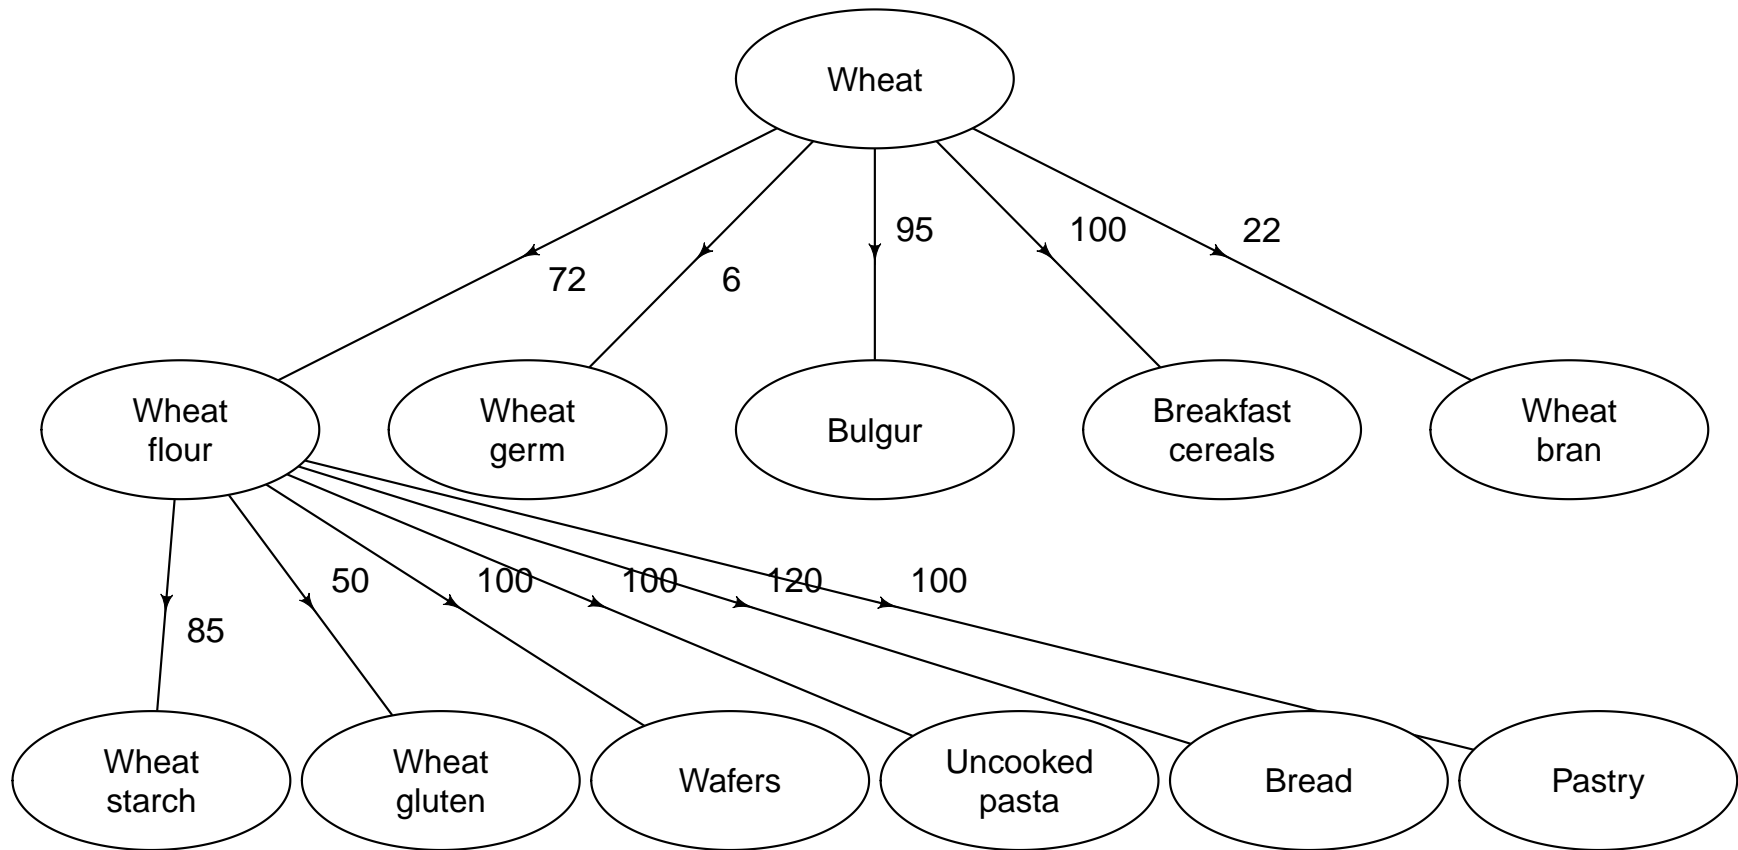 Wheat
95
100
22
72
6
Wheat
flour
Wheat
germ
Bulgur
Breakfast
cereals
Wheat
bran
50
100
100
120
100
85
Wheat
starch
Wheat
gluten
Wafers
Uncooked
pasta
Bread
Pastry